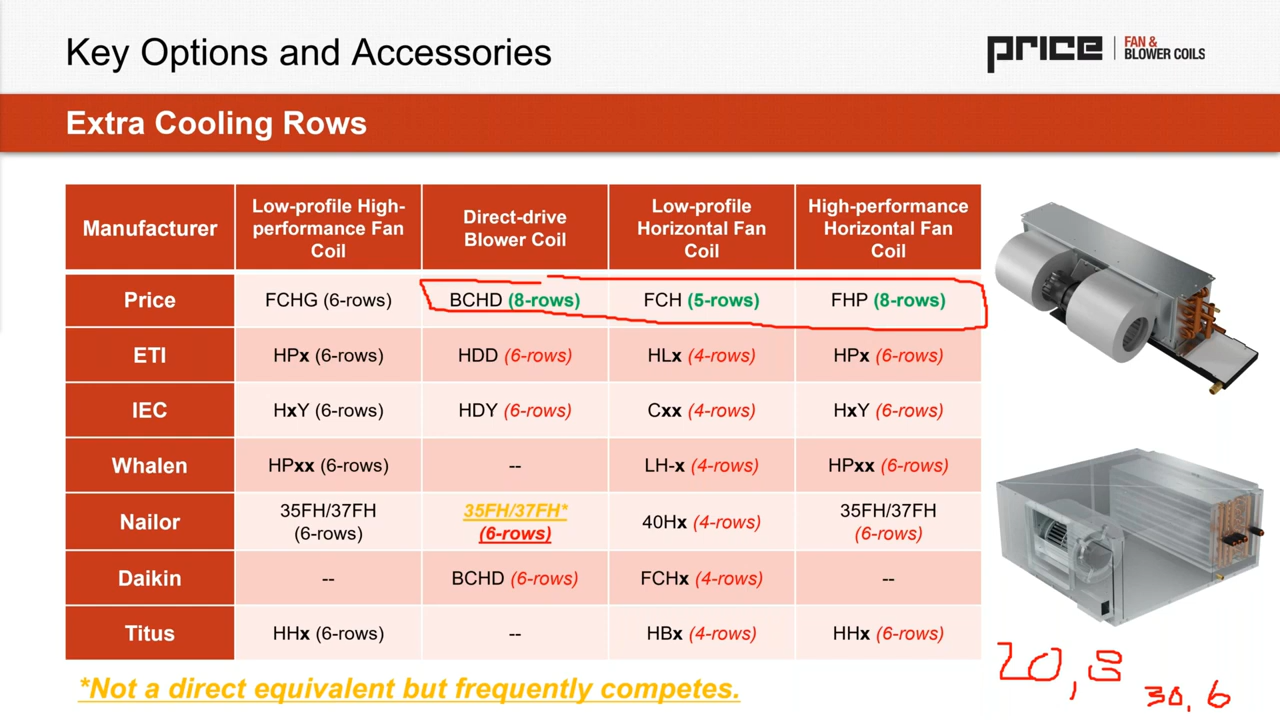 Key Options and Accessories
price FAN &
BLOWER COILS
Extra Cooling Rows
Manufacturer
Low-profile High-
performance Fan
Coil
Direct-drive
Blower Coil
Low-profile
Horizontal Fan
Coil
High-performance
Horizontal Fan
Coil
Price FCHG (6-rows) BCHD (8-rows) FCH (5-rows) FHP (8-rows)
ETI HPx (6-rows) HDD (6-rows) HLx (4-rows) HPx (6-rows)
IEC HxY (6-rows) HDY (6-rows) Cxx (4-rows) HxY (6-rows)
Whalen HPxx (6-rows) -- LH-x (4-rows) HPxx (6-rows)
Nailor
35FH/37FH
(6-rows)
35FH/37FH*
(6-rows)
40Hx (4-rows)
35FH/37FH
(6-rows)
Daikin -- BCHD (6-rows) FCHx (4-rows) --
Titus HHx (6-rows) -- HBx (4-rows) HHx (6-rows)
20, 8
30, 6
*Not a direct equivalent but frequently competes.